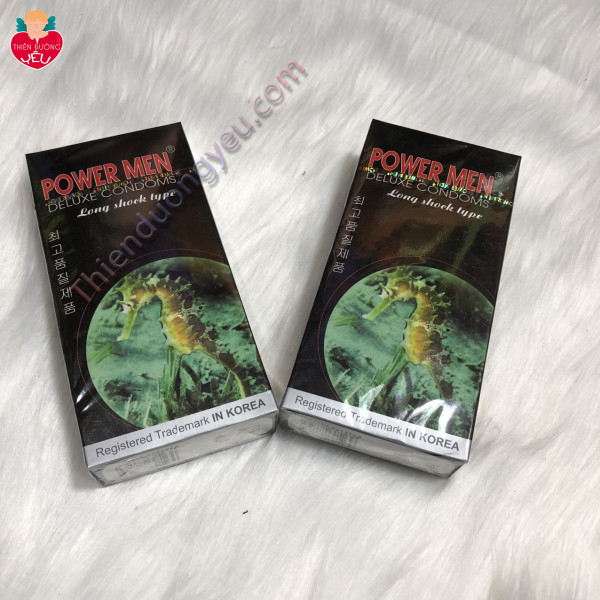 THIÊN ĐƯỜNG
YÊU
Thienduongyeu.com
POWER MEN®
DELUXE CONDOMS
Long shock type
최고품질제품
Registered Trademark IN KOREA
POWER MEN®
DELUXE CONDOMS
Long shock type
최고품질제품
Registered Trademark IN KOREA